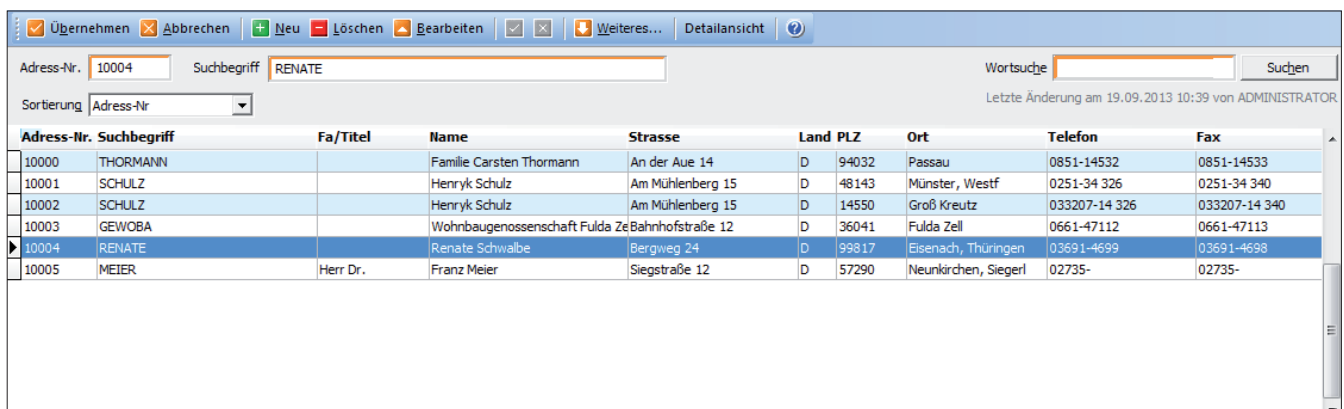 Übernehmen Abbrechen Neu Löschen Bearbeiten Weiteres... Detailansicht
Adress-Nr. 10004 Suchbegriff RENATE Wortsuche Suchen
Sortierung Adress-Nr Letzte Änderung am 19.09.2013 10:39 von ADMINISTRATOR
Adress-Nr. Suchbegriff Fa/Titel Name Strasse Land PLZ Ort Telefon Fax
10000 THORMANN Familie Carsten Thormann An der Aue 14 D 94032 Passau 0851-14532 0851-14533
10001 SCHULZ Henryk Schulz Am Mühlenberg 15 D 48143 Münster, Westf 0251-34 326 0251-34 340
10002 SCHULZ Henryk Schulz Am Mühlenberg 15 D 14550 Groß Kreutz 033207-14 326 033207-14 340
10003 GEWOBA Wohnbaugenossenschaft Fulda Ze Bahnhofstraße 12 D 36041 Fulda Zell 0661-47112 0661-47113
10004 RENATE Renate Schwalbe Bergweg 24 D 99817 Eisenach, Thüringen 03691-4699 03691-4698
10005 MEIER Herr Dr. Franz Meier Siegstraße 12 D 57290 Neunkirchen, Siegerl 02735- 02735-